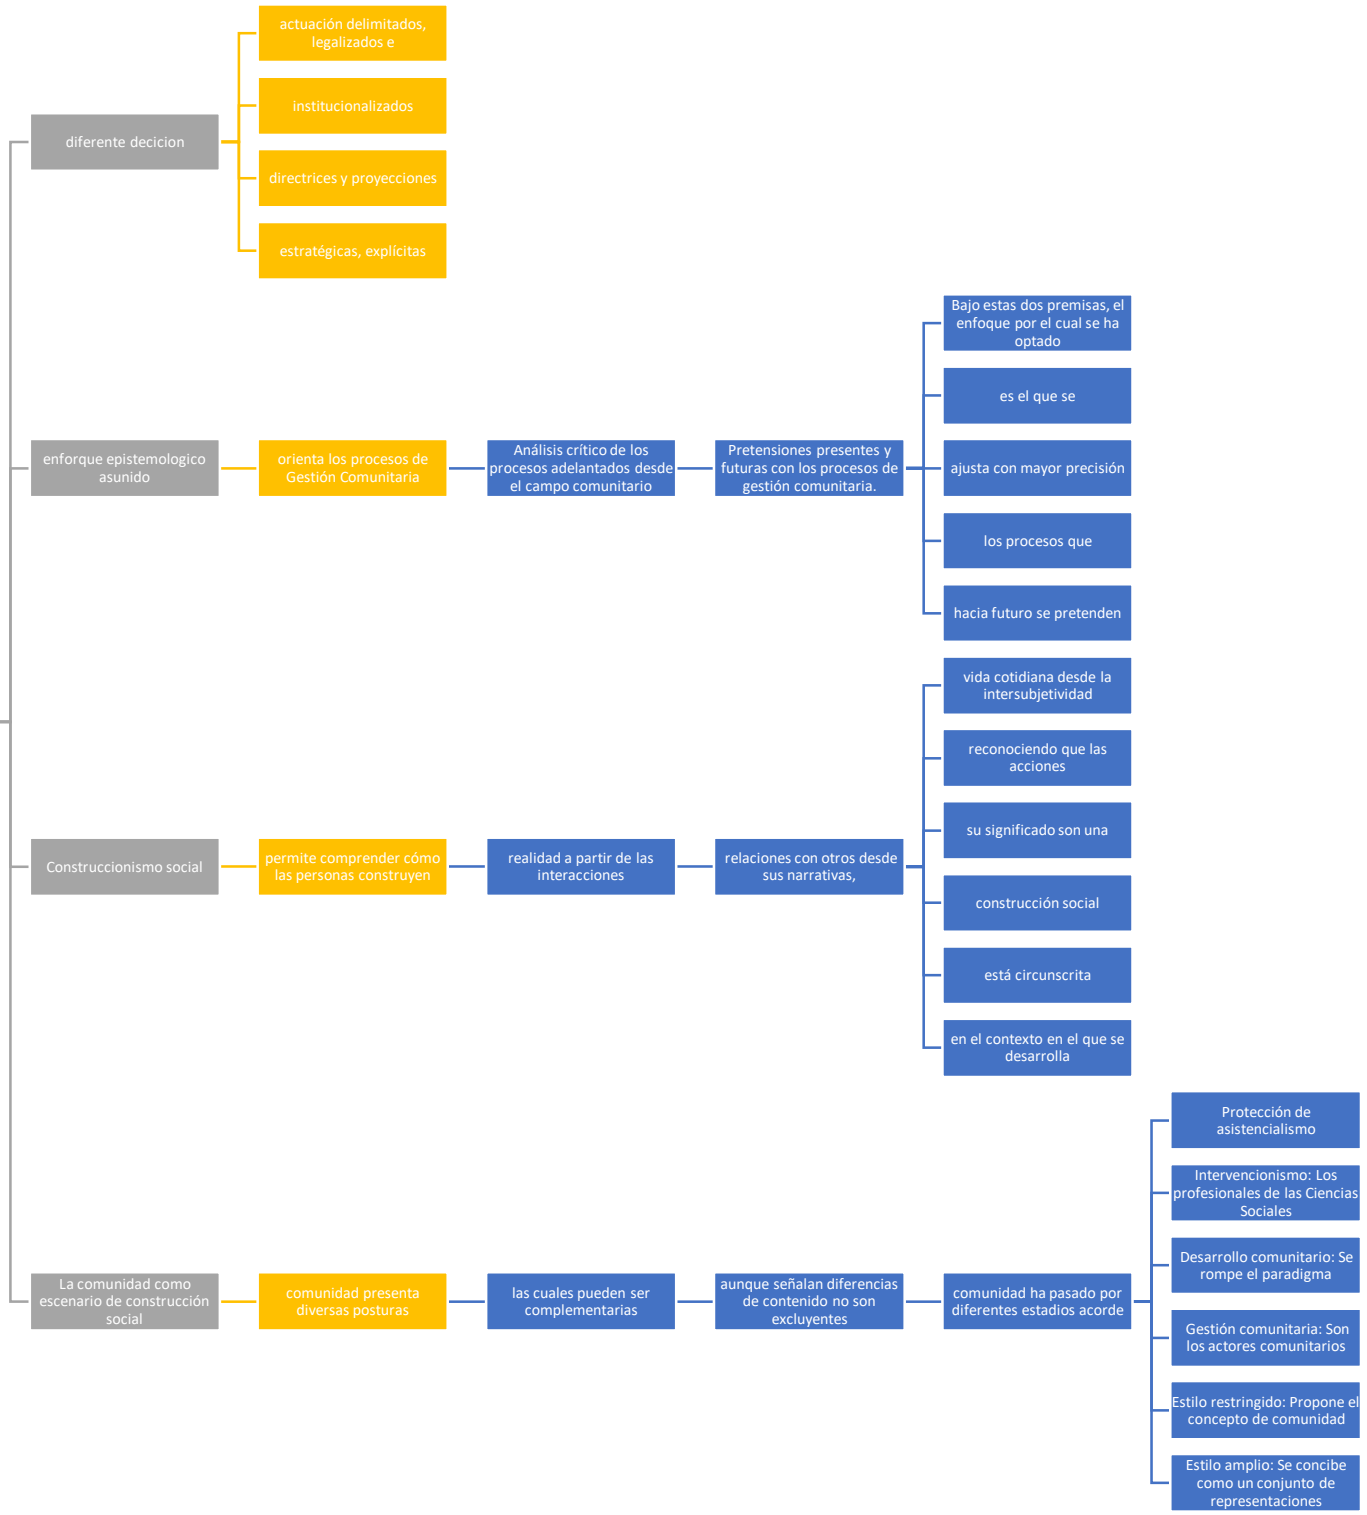 diferente decicion
actuación delimitados,
legalizados e
institucionalizados
directrices y proyecciones
estratégicas, explícitas
enforque epistemologico
asunido
orienta los procesos de
Gestión Comunitaria
Análisis crítico de los
procesos adelantados desde
el campo comunitario
Pretensiones presentes y
futuras con los procesos de
gestión comunitaria.
Bajo estas dos premisas, el
enfoque por el cual se ha
optado
es el que se
ajusta con mayor precisión
los procesos que
hacia futuro se pretenden
Construccionismo social
permite comprender cómo
las personas construyen
realidad a partir de las
interacciones
relaciones con otros desde
sus narrativas,
vida cotidiana desde la
intersubjetividad
reconociendo que las
acciones
su significado son una
construcción social
está circunscrita
en el contexto en el que se
desarrolla
La comunidad como
escenario de construcción
social
comunidad presenta
diversas posturas
las cuales pueden ser
complementarias
aunque señalan diferencias
de contenido no son
excluyentes
comunidad ha pasado por
diferentes estadios acorde
Protección de
asistencialismo
Intervencionismo: Los
profesionales de las Ciencias
Sociales
Desarrollo comunitario: Se
rompe el paradigma
Gestión comunitaria: Son
los actores comunitarios
Estilo restringido: Propone el
concepto de comunidad
Estilo amplio: Se concibe
como un conjunto de
representaciones